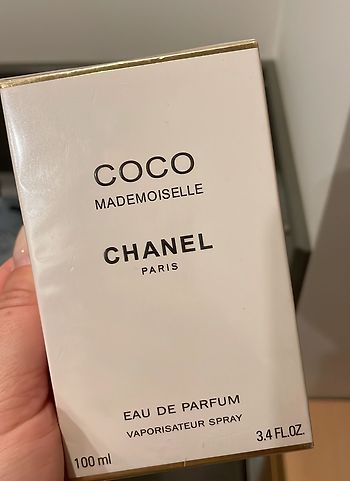 COCO
MADEMOISELLE
CHANEL
PARIS
EAU DE PARFUM
VAPORISATEUR SPRAY
100 ml
3.4 FL.OZ.